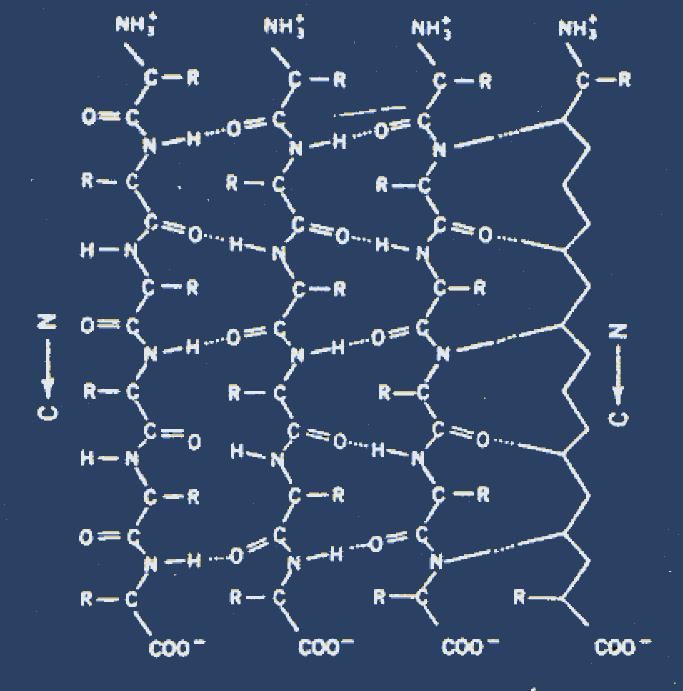 NH₃⁺ NH₃⁺ NH₃⁺ NH₃⁺
C–R C–R C–R C–R
O=C N–H O=C N–H O=C N
R–C R–C R–C
C=O C=O C=O
H–N H–N H–N
C–R C–R C–R
O=C N–H O=C N–H O=C N
N → C
N → C
R–C R–C R–C
C=O C=O C=O
H–N H–N H–N
C–R C–R C–R
O=C N–H O=C N–H O=C N
R–C R–C R–C R
COO⁻ COO⁻ COO⁻ COO⁻